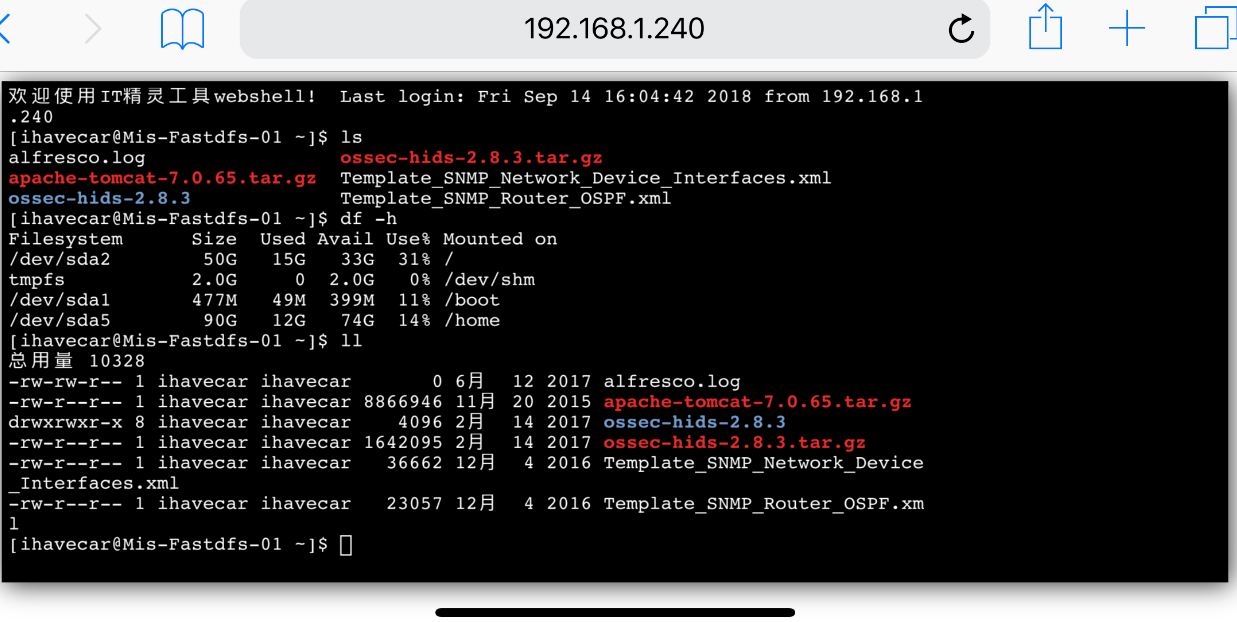 192.168.1.240
欢迎使用IT精灵工具webshell!  Last login: Fri Sep 14 16:04:42 2018 from 192.168.1
.240
[ihavecar@Mis-Fastdfs-01 ~]$ ls
alfresco.log                 ossec-hids-2.8.3.tar.gz
apache-tomcat-7.0.65.tar.gz  Template_SNMP_Network_Device_Interfaces.xml
ossec-hids-2.8.3             Template_SNMP_Router_OSPF.xml
[ihavecar@Mis-Fastdfs-01 ~]$ df -h
Filesystem      Size  Used Avail Use% Mounted on
/dev/sda2        50G   15G   33G  31% /
tmpfs           2.0G     0  2.0G   0% /dev/shm
/dev/sda1       477M   49M  399M  11% /boot
/dev/sda5        90G   12G   74G  14% /home
[ihavecar@Mis-Fastdfs-01 ~]$ ll
总用量 10328
-rw-rw-r-- 1 ihavecar ihavecar       0 6月  12 2017 alfresco.log
-rw-r--r-- 1 ihavecar ihavecar 8866946 11月 20 2015 apache-tomcat-7.0.65.tar.gz
drwxrwxr-x 8 ihavecar ihavecar    4096 2月  14 2017 ossec-hids-2.8.3
-rw-r--r-- 1 ihavecar ihavecar 1642095 2月  14 2017 ossec-hids-2.8.3.tar.gz
-rw-r--r-- 1 ihavecar ihavecar   36662 12月  4 2016 Template_SNMP_Network_Device
_Interfaces.xml
-rw-r--r-- 1 ihavecar ihavecar   23057 12月  4 2016 Template_SNMP_Router_OSPF.xm
l
[ihavecar@Mis-Fastdfs-01 ~]$